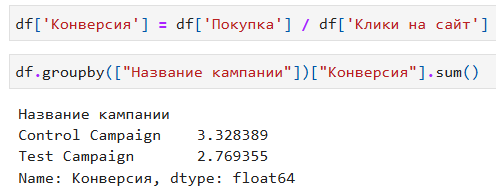 df['Конверсия'] = df['Покупка'] / df['Клики на сайт']
df.groupby(["Название кампании"])["Конверсия"].sum()
Название кампании
Control Campaign    3.328389
Test Campaign       2.769355
Name: Конверсия, dtype: float64